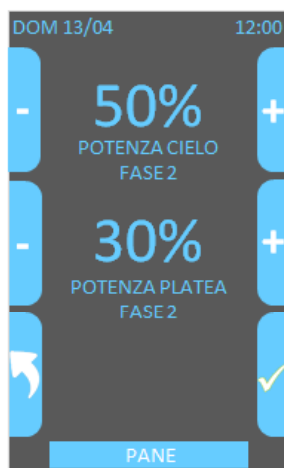 DOM 13/04 12:00
- 50% +
POTENZA CIELO
FASE 2
- 30% +
POTENZA PLATEA
FASE 2
PANE